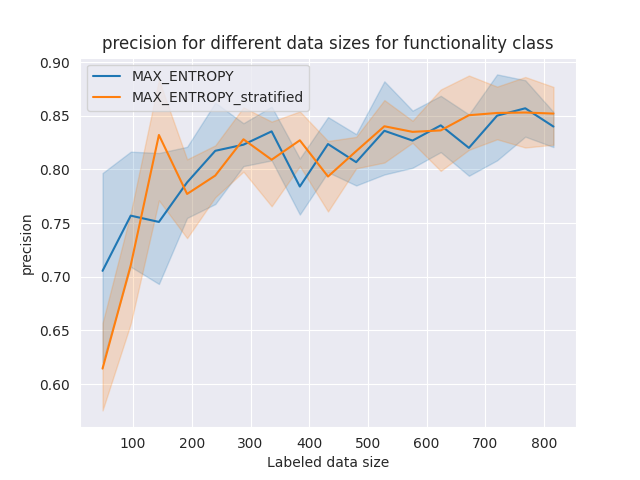 precision for different data sizes for functionality class
MAX_ENTROPY
MAX_ENTROPY_stratified
0.90
0.85
0.80
0.75
0.70
0.65
0.60
precision
100 200 300 400 500 600 700 800
Labeled data size